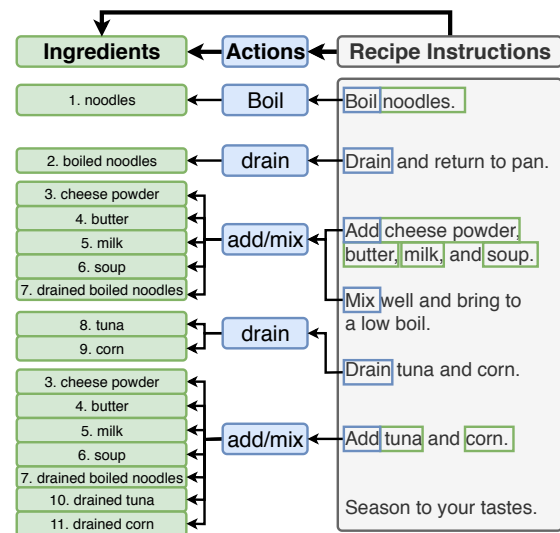 Ingredients Actions Recipe Instructions
1. noodles Boil Boil noodles.
2. boiled noodles drain Drain and return to pan.
3. cheese powder
4. butter
5. milk
6. soup
7. drained boiled noodles
add/mix
Add cheese powder,
butter, milk, and soup.
Mix well and bring to
a low boil.
8. tuna
9. corn
drain
Drain tuna and corn.
3. cheese powder
4. butter
5. milk
6. soup
7. drained boiled noodles
10. drained tuna
11. drained corn
add/mix
Add tuna and corn.
Season to your tastes.